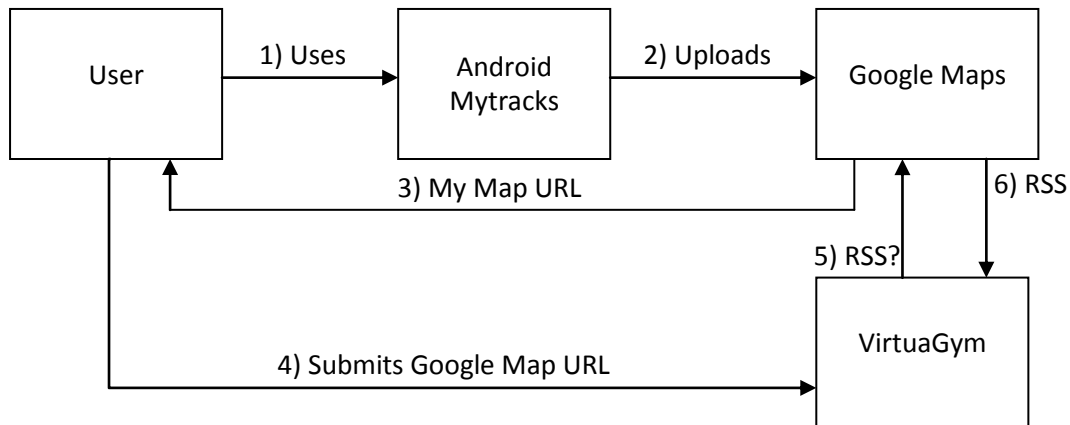 User
1) Uses
Android
Mytracks
2) Uploads
Google Maps
3) My Map URL
6) RSS
5) RSS?
VirtuaGym
4) Submits Google Map URL